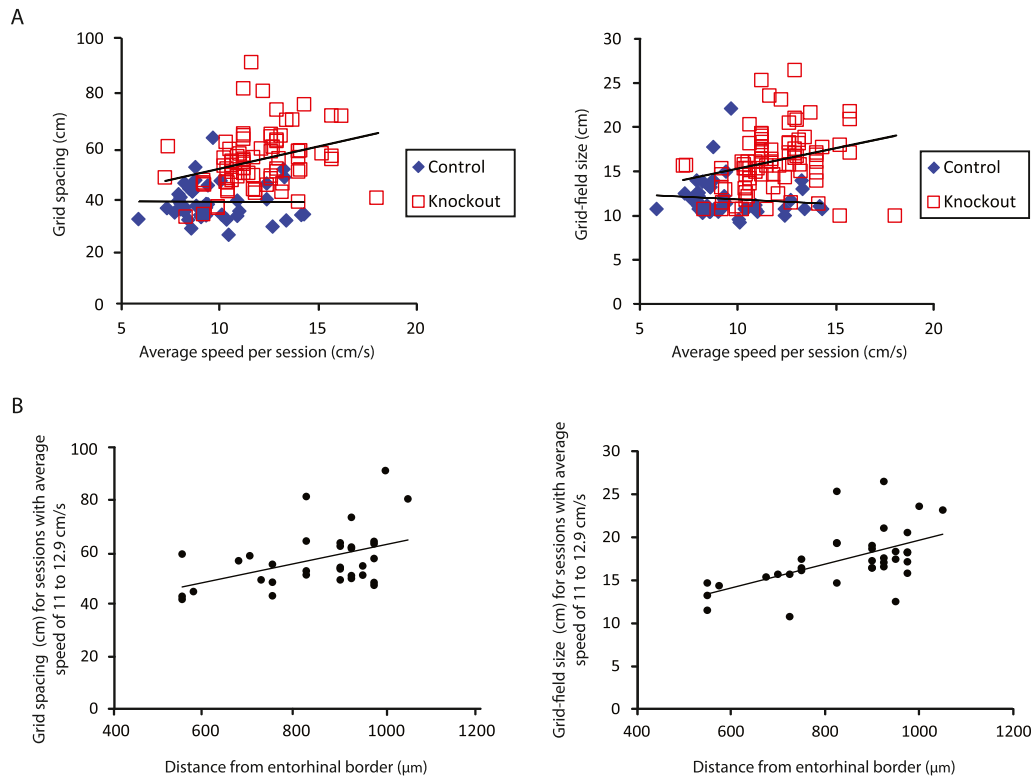 A
100
80
60
40
20
0
Grid spacing (cm)
5
10
15
20
Average speed per session (cm/s)
Control
Knockout
30
25
20
15
10
5
0
Grid-field size (cm)
5
10
15
20
Average speed per session (cm/s)
Control
Knockout
B
100
80
60
40
20
0
Grid spacing (cm) for sessions with average
speed of 11 to 12.9 cm/s
400
600
800
1000
1200
Distance from entorhinal border (µm)
30
25
20
15
10
5
0
Grid-field size (cm) for sessions with average
speed of 11 to 12.9 cm/s
400
600
800
1000
1200
Distance from entorhinal border (µm)